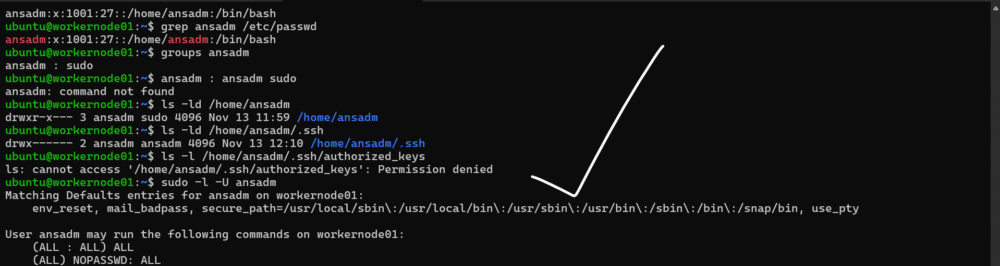 ansadm:x:1001:27::/home/ansadm:/bin/bash
ubuntu@workernode01:~$ grep ansadm /etc/passwd
ansadm:x:1001:27::/home/ansadm:/bin/bash
ubuntu@workernode01:~$ groups ansadm
ansadm : sudo
ubuntu@workernode01:~$ ansadm : ansadm sudo
ansadm: command not found
ubuntu@workernode01:~$ ls -ld /home/ansadm
drwxr-x--- 3 ansadm sudo 4096 Nov 13 11:59 /home/ansadm
ubuntu@workernode01:~$ ls -ld /home/ansadm/.ssh
drwx------ 2 ansadm ansadm 4096 Nov 13 12:10 /home/ansadm/.ssh
ubuntu@workernode01:~$ ls -l /home/ansadm/.ssh/authorized_keys
ls: cannot access '/home/ansadm/.ssh/authorized_keys': Permission denied
ubuntu@workernode01:~$ sudo -l -U ansadm
Matching Defaults entries for ansadm on workernode01:
    env_reset, mail_badpass, secure_path=/usr/local/sbin\:/usr/local/bin\:/usr/sbin\:/usr/bin\:/sbin\:/bin\:/snap/bin, use_pty
User ansadm may run the following commands on workernode01:
    (ALL : ALL) ALL
    (ALL) NOPASSWD: ALL